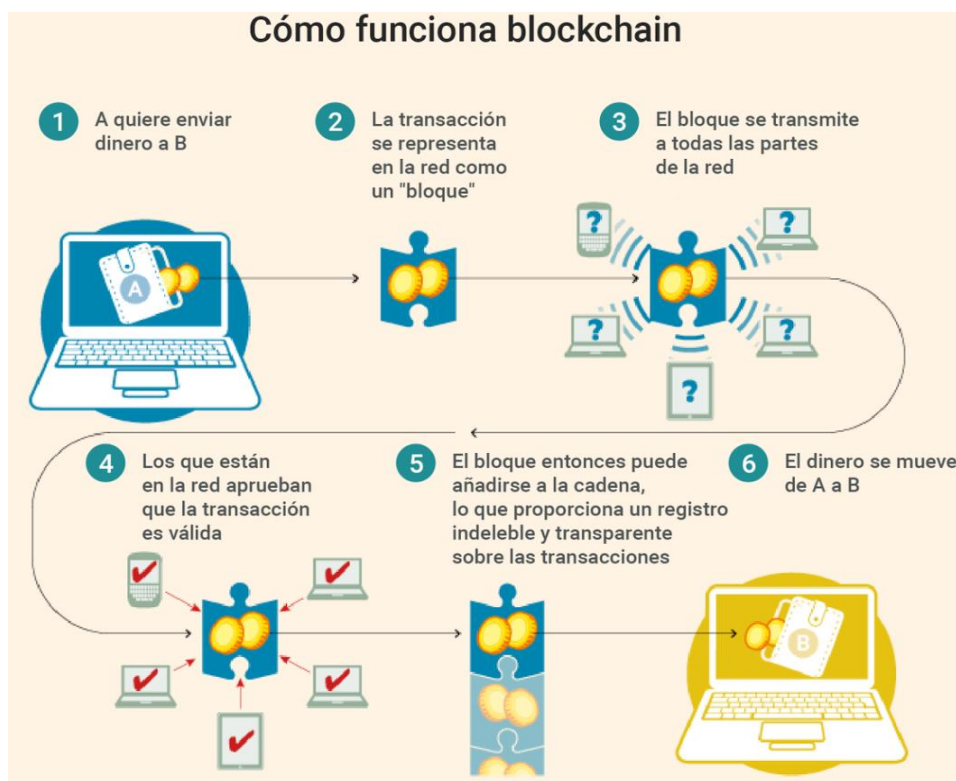 Cómo funciona blockchain
1
A quiere enviar
dinero a B
2
La transacción
se representa
en la red como
un "bloque"
3
El bloque se transmite
a todas las partes
de la red
A
?
?
?
?
?
4
Los que están
en la red aprueban
que la transacción
es válida
5
El bloque entonces puede
añadirse a la cadena,
lo que proporciona un registro
indeleble y transparente
sobre las transacciones
6
El dinero se mueve
de A a B
B